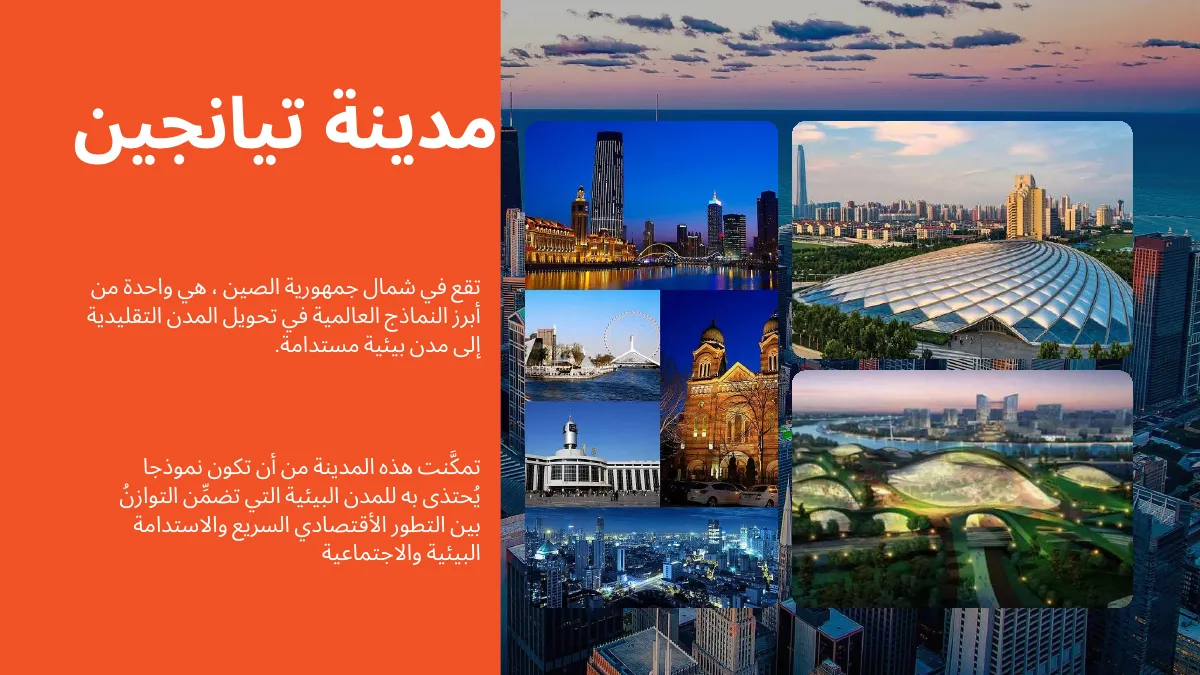 مدينة تيانجين
تقع في شمال جمهورية الصين ، هي واحدة من
أبرز النماذج العالمية في تحويل المدن التقليدية
إلى مدن بيئية مستدامة.
تمكَّنت هذه المدينة من أن تكون نموذجا
يُحتذى به للمدن البيئية التي تضمِّن التوازنُ
بين التطور الأقتصادي السريع والاستدامة
البيئية والاجتماعية